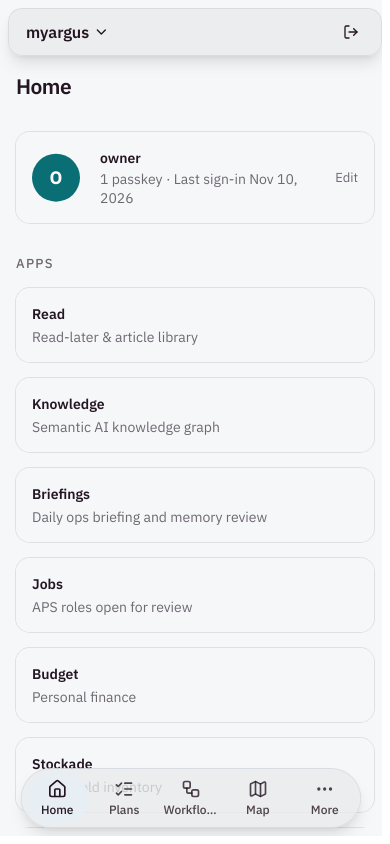 myargus
Home
O
owner
1 passkey · Last sign-in Nov 10,
2026
Edit
APPS
Read
Read-later & article library
Knowledge
Semantic AI knowledge graph
Briefings
Daily ops briefing and memory review
Jobs
APS roles open for review
Budget
Personal finance
Stockade
inventory
Home
Plans
Workflo...
Map
More